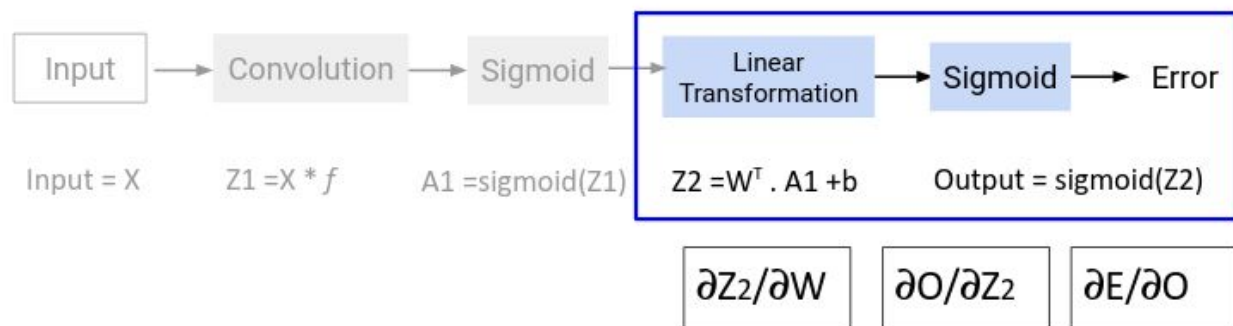 Input
Convolution
Sigmoid
Linear
Transformation
Sigmoid
Error
Input = X
Z1 =X * f
A1 =sigmoid(Z1)
Z2 =Wᵀ . A1 +b
Output = sigmoid(Z2)
∂Z₂/∂W
∂O/∂Z₂
∂E/∂O